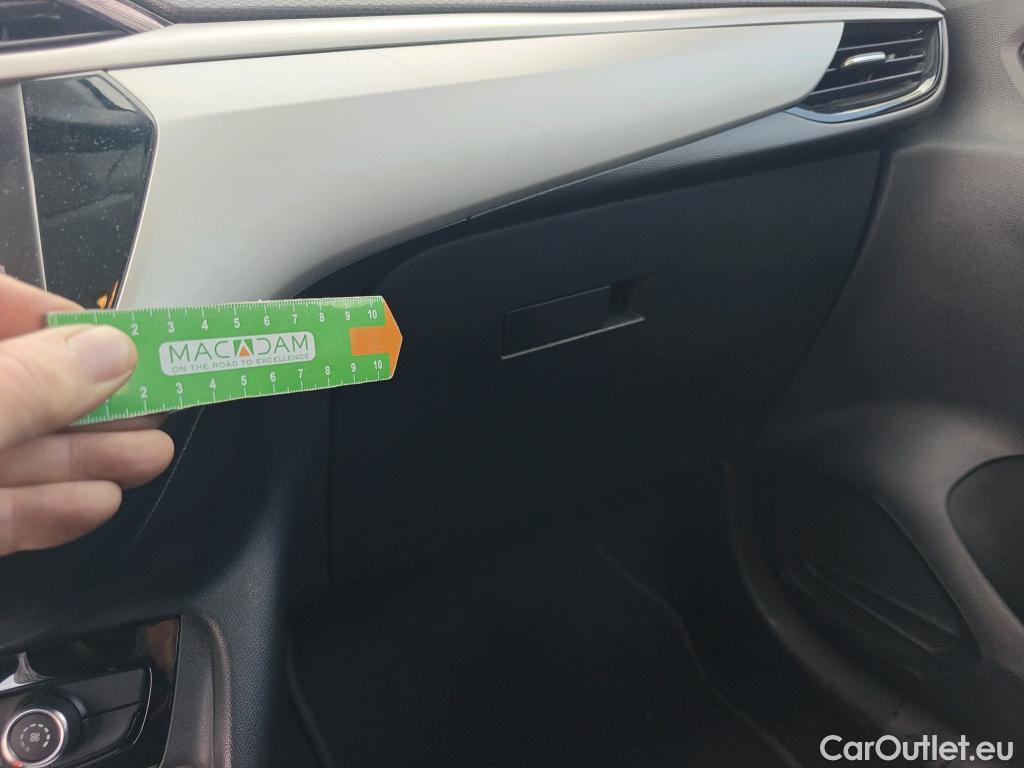 2 3 4 5 6 7 8 9 10
MACADAM
ON THE ROAD TO EXCELLENCE
1 2 3 4 5 6 7 8 9 10
CarOutlet.eu